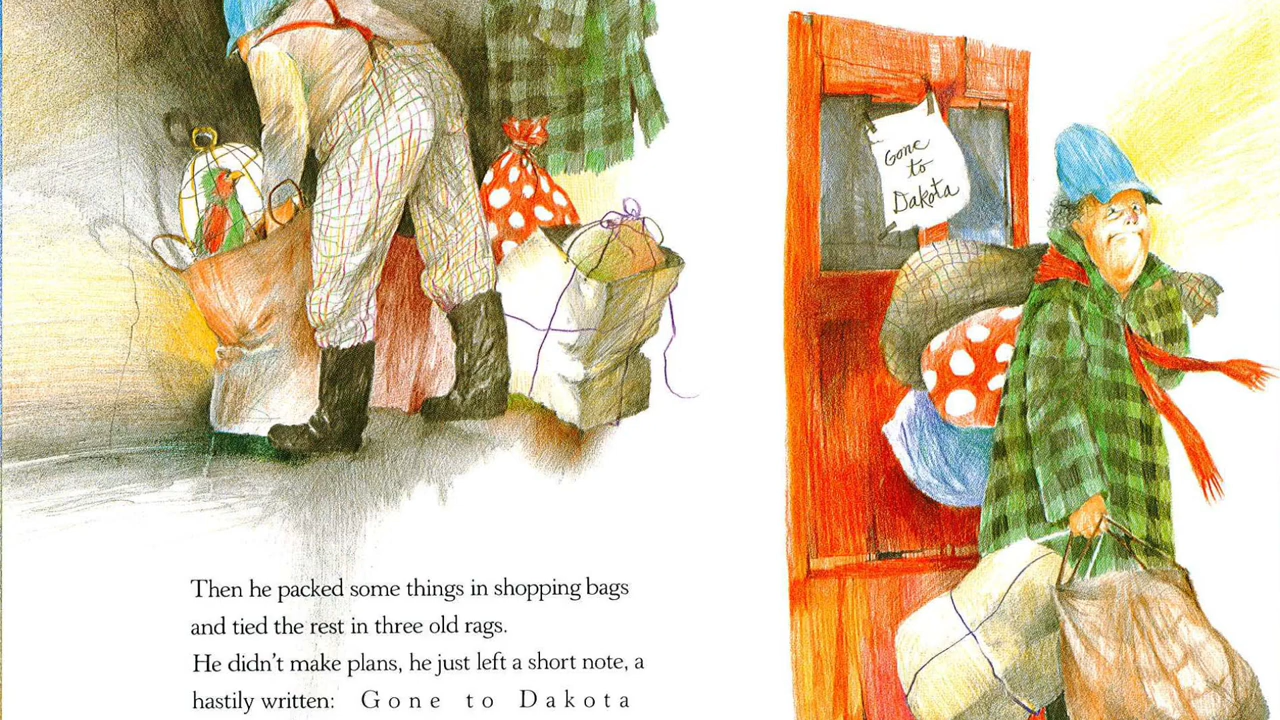 Then he packed some things in shopping bags
and tied the rest in three old rags.
He didn't make plans, he just left a short note, a
hastily written: Gone to Dakota
Gone
to
Dakota